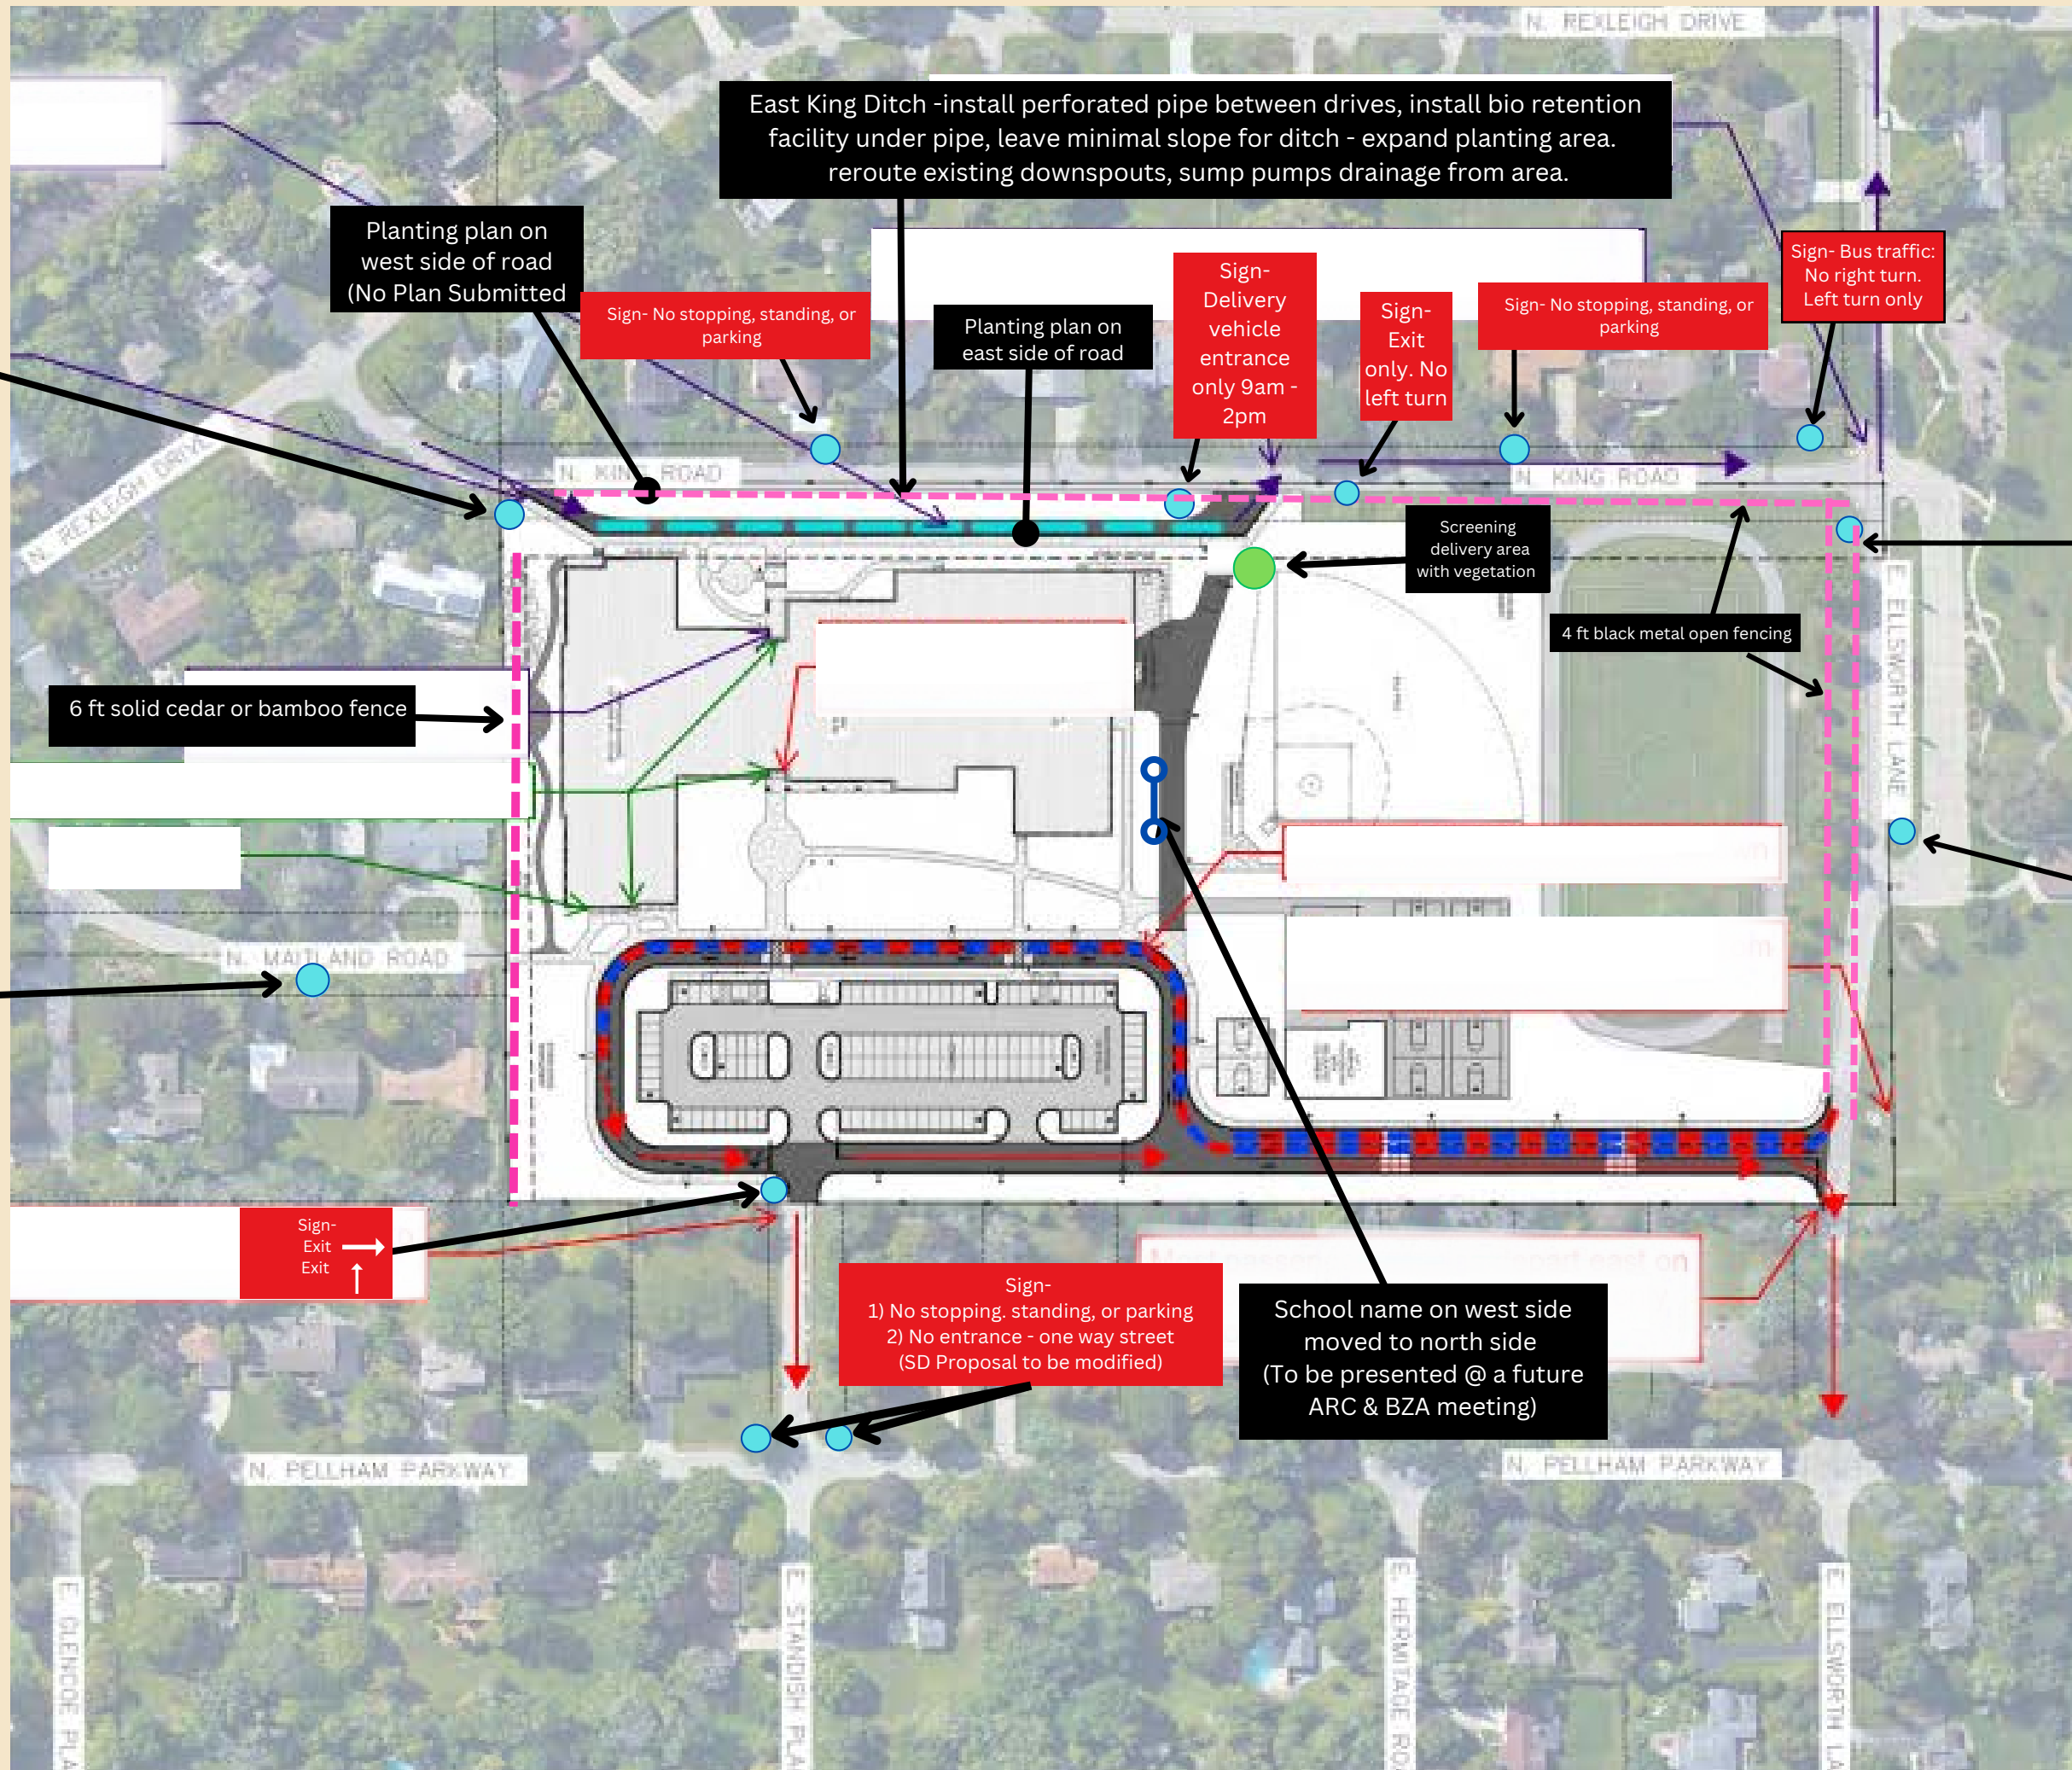 N. REXLEIGH DRIVE
East King Ditch -install perforated pipe between drives, install bio retention
facility under pipe, leave minimal slope for ditch - expand planting area.
reroute existing downspouts, sump pumps drainage from area.
Planting plan on
west side of road
(No Plan Submitted
Sign- No stopping, standing, or
parking
Planting plan on
east side of road
Sign-
Delivery
vehicle
entrance
only 9am -
2pm
Sign-
Exit
only. No
left turn
Sign- No stopping, standing, or
parking
Sign- Bus traffic:
No right turn.
Left turn only
N. KING ROAD
N. KING ROAD
N. REXLEIGH DRIVE
Screening
delivery area
with vegetation
4 ft black metal open fencing
E. ELLSWORTH LANE
6 ft solid cedar or bamboo fence
N. MAITLAND ROAD
Sign-
Exit
Exit
Sign-
1) No stopping. standing, or parking
2) No entrance - one way street
(SD Proposal to be modified)
School name on west side
moved to north side
(To be presented @ a future
ARC & BZA meeting)
N. PELLHAM PARKWAY
N. PELLHAM PARKWAY
E. GLENCOE PLA
E. STANDISH PLA
E. HERMITAGE RO
E. ELLSWORTH LA